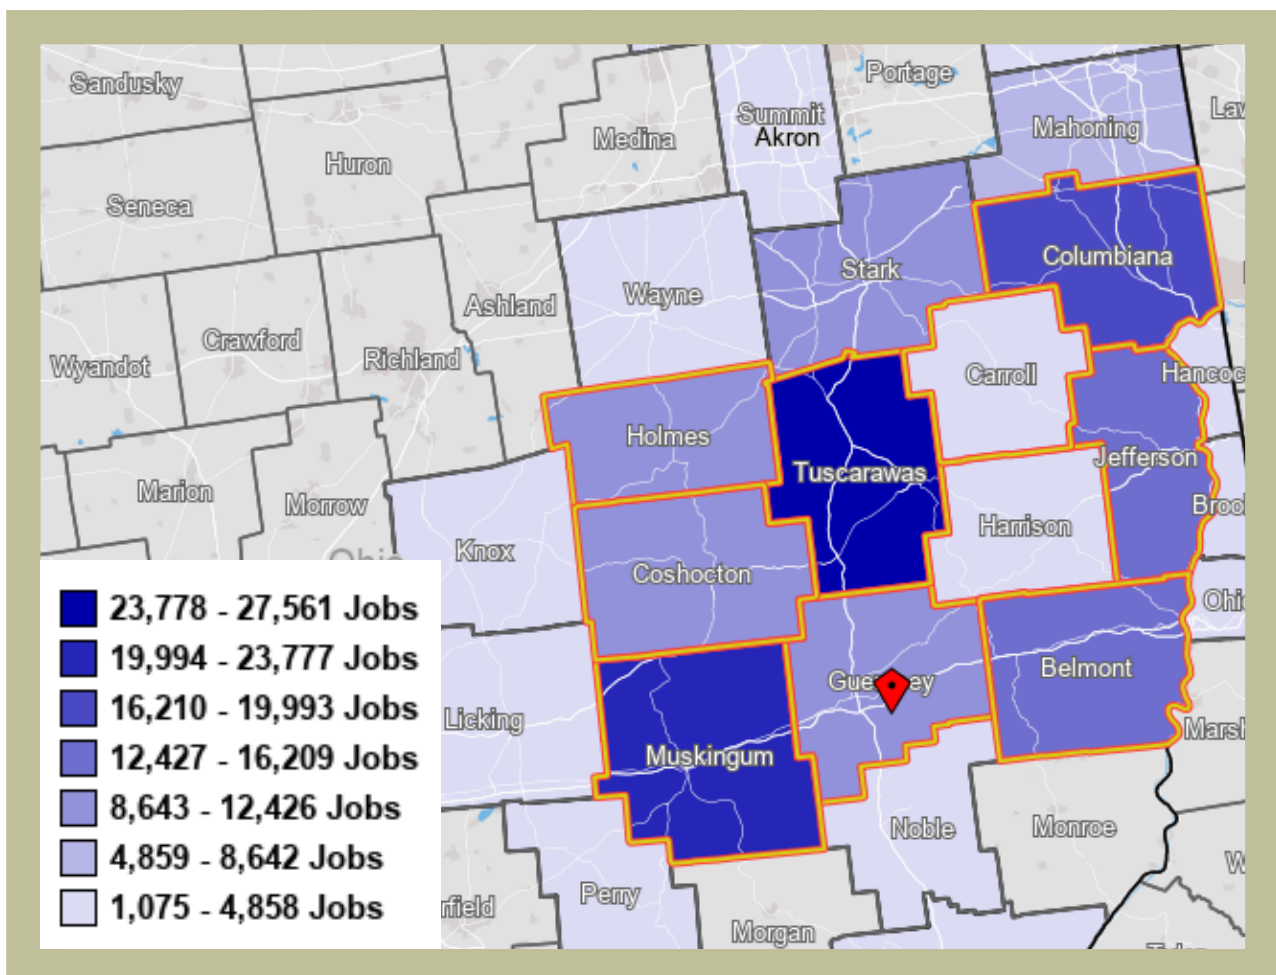 Sandusky
Portage
Summit
Akron
Mahoning
Medina
Huron
Seneca
Columbiana
Stark
Wayne
Ashland
Crawford
Richland
Wyandot
Carroll
Holmes
Jefferson
Tuscarawas
Marion
Morrow
Harrison
Knox
Coshocton
Belmont
Licking
Muskingum
Noble
Monroe
Perry
Morgan
23,778 - 27,561 Jobs
19,994 - 23,777 Jobs
16,210 - 19,993 Jobs
12,427 - 16,209 Jobs
8,643 - 12,426 Jobs
4,859 - 8,642 Jobs
1,075 - 4,858 Jobs